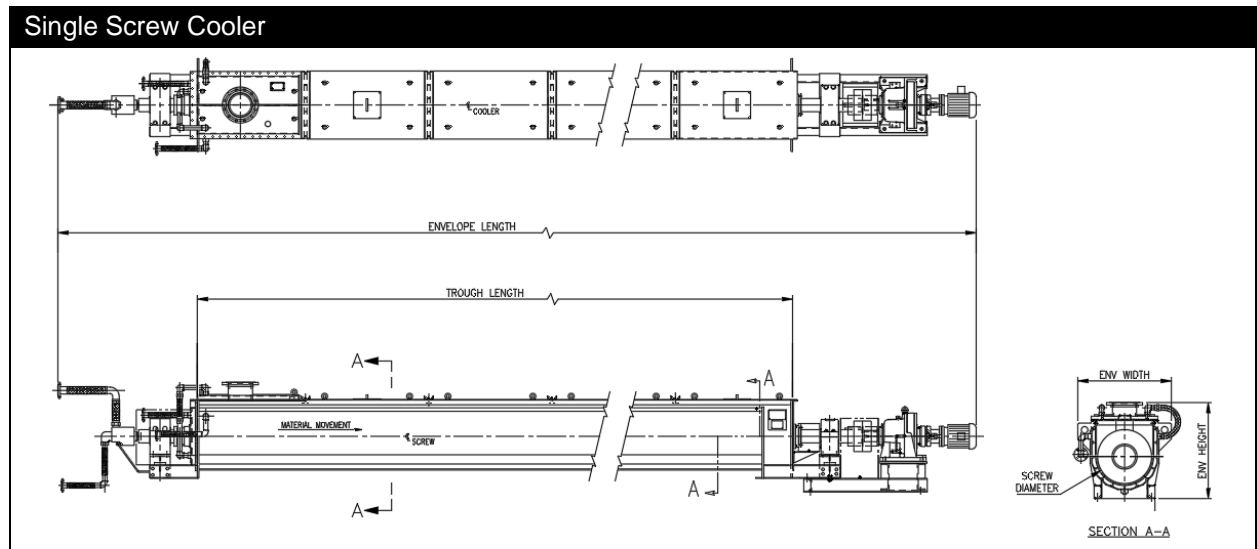 Single Screw Cooler
℄ COOLER
ENVELOPE LENGTH
TROUGH LENGTH
A
A
MATERIAL MOVEMENT
℄ SCREW
A
A
ENV WIDTH
ENV HEIGHT
SCREW
DIAMETER
SECTION A-A